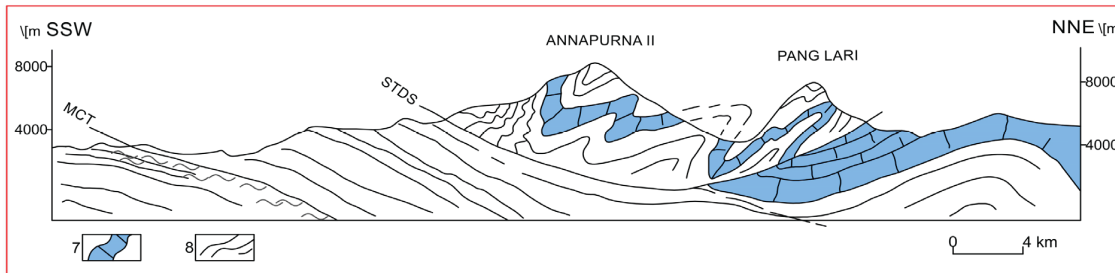 \[m SSW
NNE \[m
ANNAPURNA II
PANG LARI
8000
8000
STDS
MCT
4000
4000
7
8
0
4 km